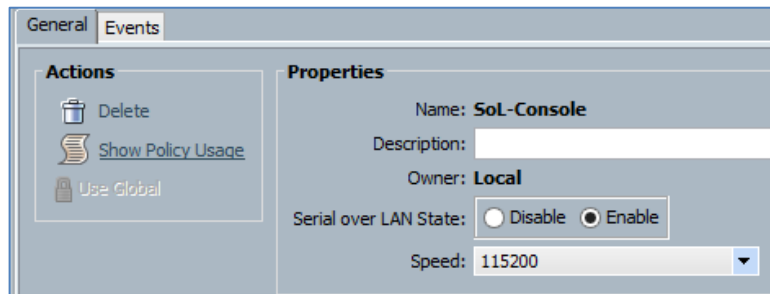 General Events
Actions
Delete
Show Policy Usage
Use Global
Properties
Name: SoL-Console
Description:
Owner: Local
Serial over LAN State: Disable Enable
Speed: 115200